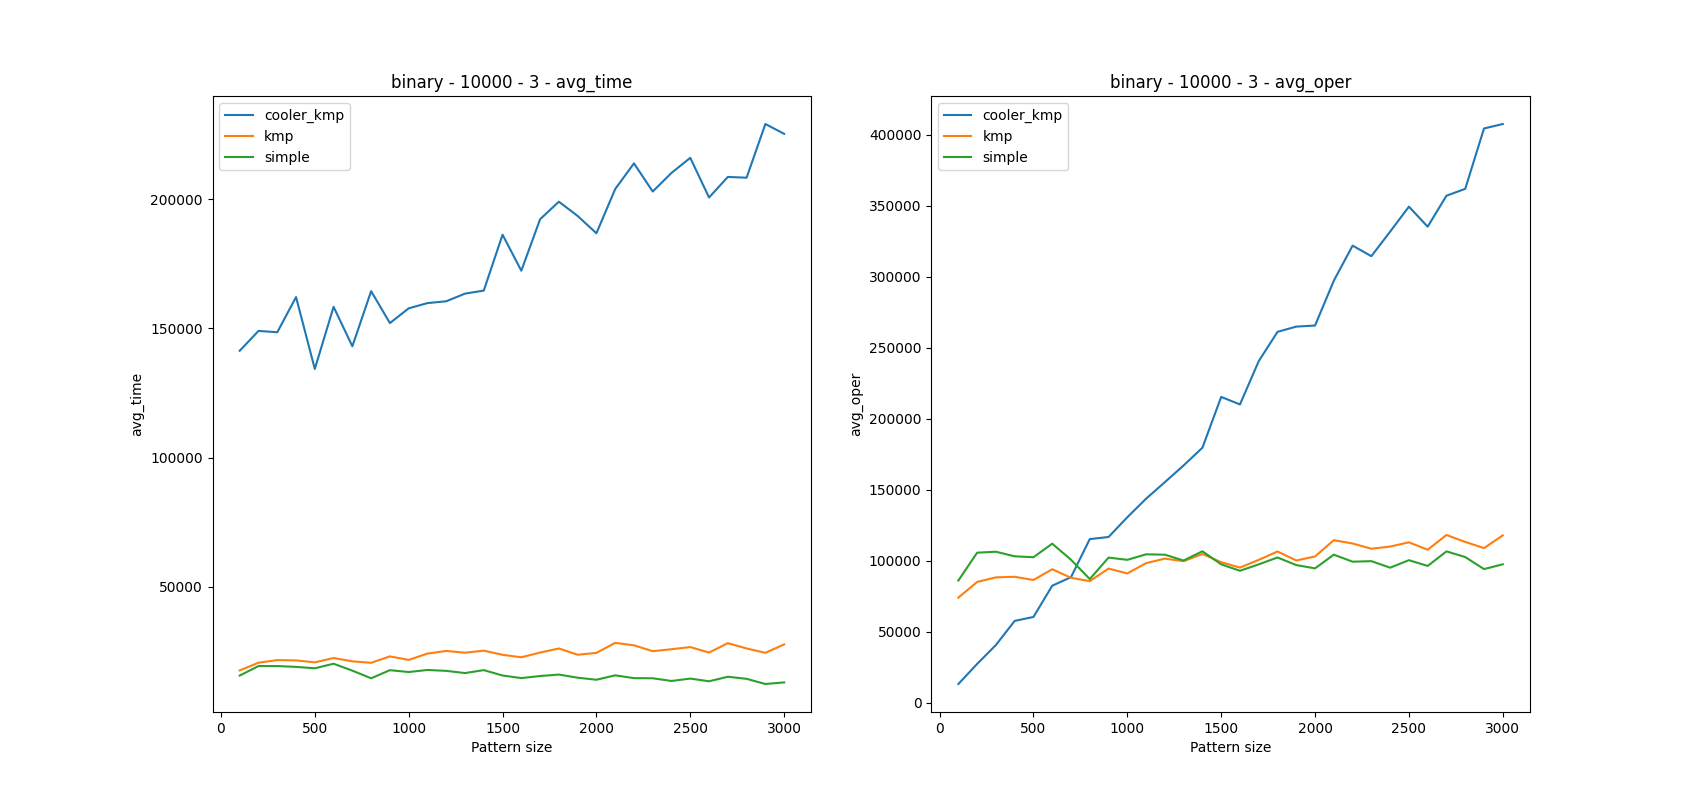 binary - 10000 - 3 - avg_time
cooler_kmp
kmp
simple
avg_time
200000
150000
100000
50000
0
500
1000
1500
2000
2500
3000
Pattern size
binary - 10000 - 3 - avg_oper
cooler_kmp
kmp
simple
avg_oper
400000
350000
300000
250000
200000
150000
100000
50000
0
0
500
1000
1500
2000
2500
3000
Pattern size